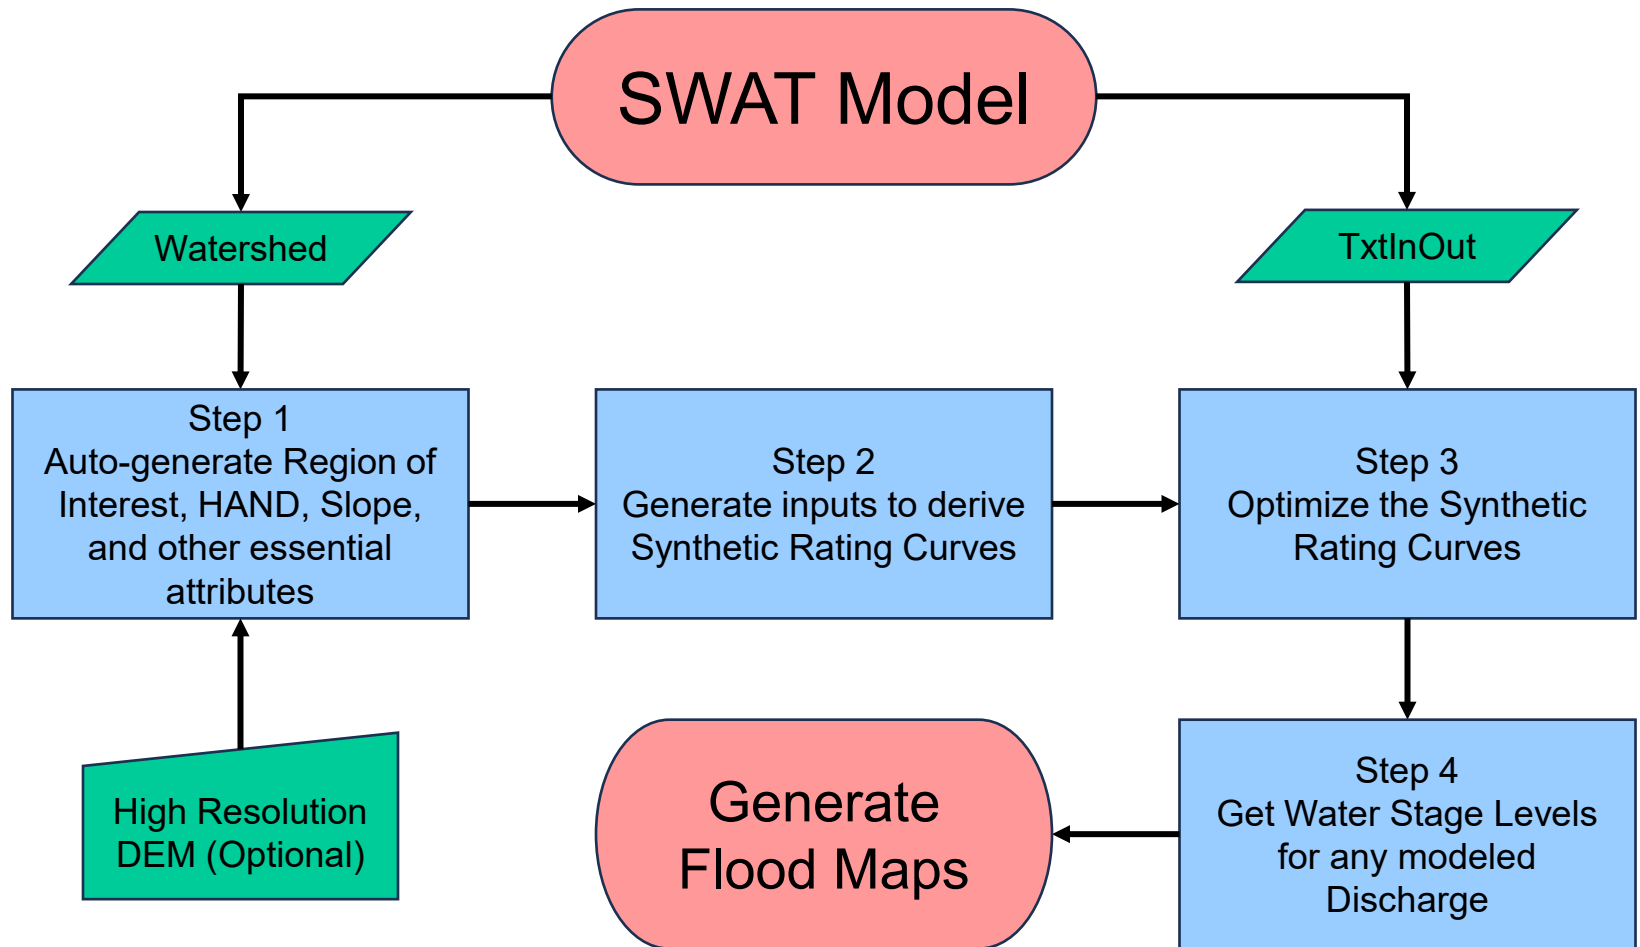 SWAT Model
Watershed
TxtInOut
Step 1
Auto-generate Region of
Interest, HAND, Slope,
and other essential
attributes
Step 2
Generate inputs to derive
Synthetic Rating Curves
Step 3
Optimize the Synthetic
Rating Curves
High Resolution
DEM (Optional)
Generate
Flood Maps
Step 4
Get Water Stage Levels
for any modeled
Discharge